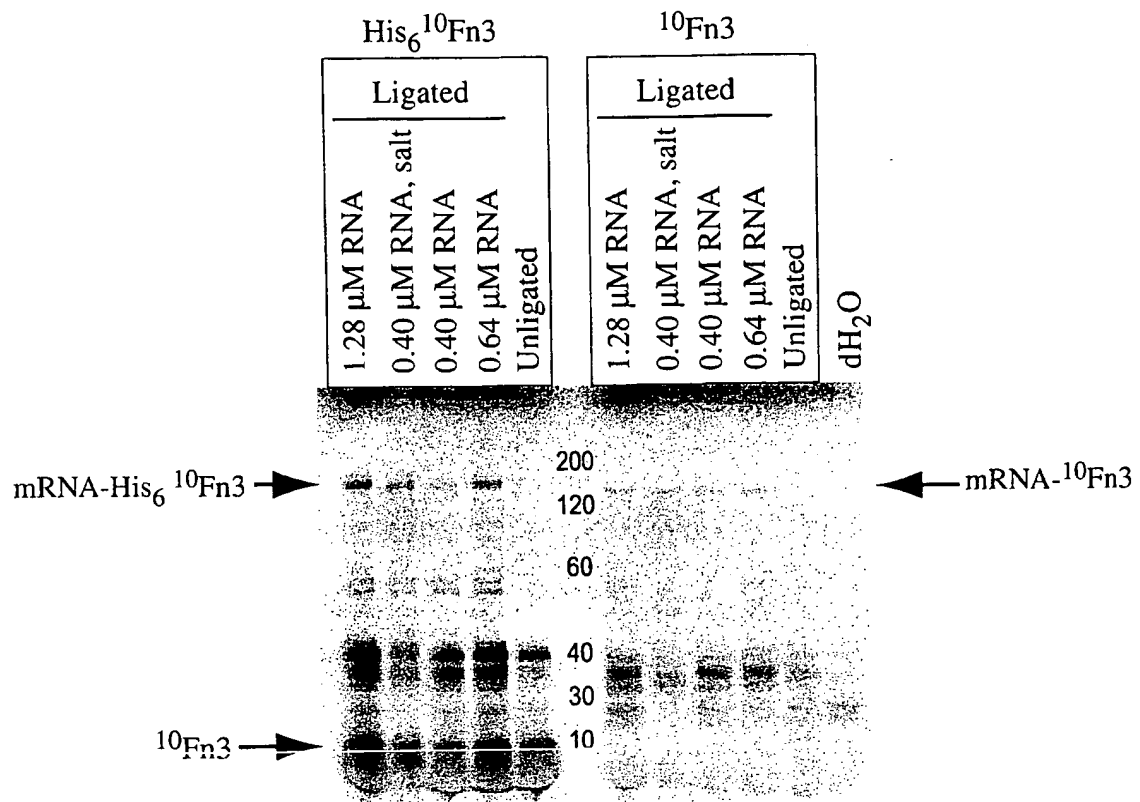 His₆¹⁰Fn3
¹⁰Fn3
Ligated
Ligated
1.28 μM RNA
0.40 μM RNA, salt
0.40 μM RNA
0.64 μM RNA
Unligated
1.28 μM RNA
0.40 μM RNA, salt
0.40 μM RNA
0.64 μM RNA
Unligated
dH₂O
200
mRNA-His₆ ¹⁰Fn3
mRNA-¹⁰Fn3
120
60
40
30
¹⁰Fn3
10